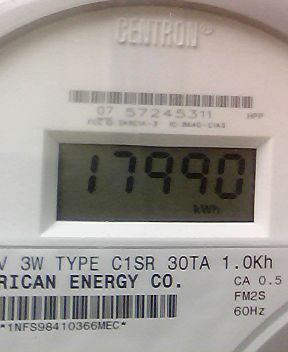 CENTRON®
07 57245311 HPP
17990
kWh
V 3W TYPE C1SR 30TA 1.0Kh
RICAN ENERGY CO. CA 0.5
FM2S
*1NFS98410366MEC* 60Hz